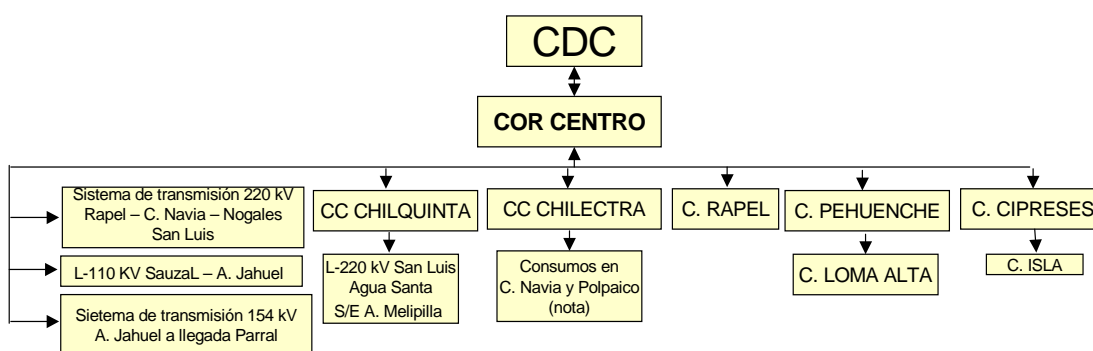 CDC
COR CENTRO
Sistema de transmisión 220 kV
Rapel – C. Navia – Nogales
San Luis
L-110 KV SauzaL – A. Jahuel
Sietema de transmisión 154 kV
A. Jahuel a llegada Parral
CC CHILQUINTA
L-220 kV San Luis
Agua Santa
S/E A. Melipilla
CC CHILECTRA
Consumos en
C. Navia y Polpaico
(nota)
C. RAPEL
C. PEHUENCHE
C. LOMA ALTA
C. CIPRESES
C. ISLA